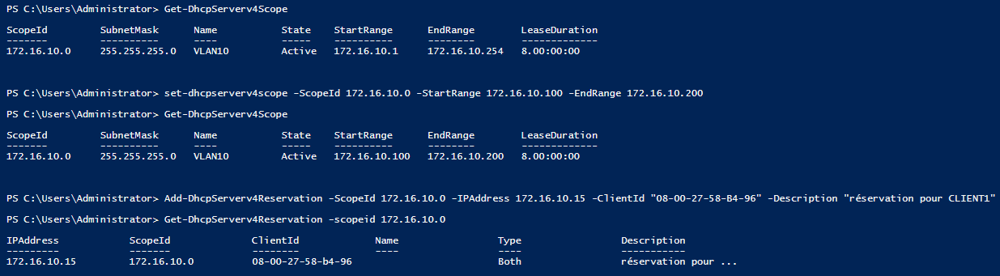 PS C:\Users\Administrator> Get-DhcpServerv4Scope
ScopeId SubnetMask Name State StartRange EndRange LeaseDuration
------- ---------- ---- ----- ---------- -------- -------------
172.16.10.0 255.255.255.0 VLAN10 Active 172.16.10.1 172.16.10.254 8.00:00:00
PS C:\Users\Administrator> set-dhcpserverv4scope -ScopeId 172.16.10.0 -StartRange 172.16.10.100 -EndRange 172.16.10.200
PS C:\Users\Administrator> Get-DhcpServerv4Scope
ScopeId SubnetMask Name State StartRange EndRange LeaseDuration
------- ---------- ---- ----- ---------- -------- -------------
172.16.10.0 255.255.255.0 VLAN10 Active 172.16.10.100 172.16.10.200 8.00:00:00
PS C:\Users\Administrator> Add-DhcpServerv4Reservation -ScopeId 172.16.10.0 -IPAddress 172.16.10.15 -ClientId "08-00-27-58-B4-96" -Description "réservation pour CLIENT1"
PS C:\Users\Administrator> Get-DhcpServerv4Reservation -scopeid 172.16.10.0
IPAddress ScopeId ClientId Name Type Description
--------- ------- -------- ---- ---- -----------
172.16.10.15 172.16.10.0 08-00-27-58-b4-96 Both réservation pour ...